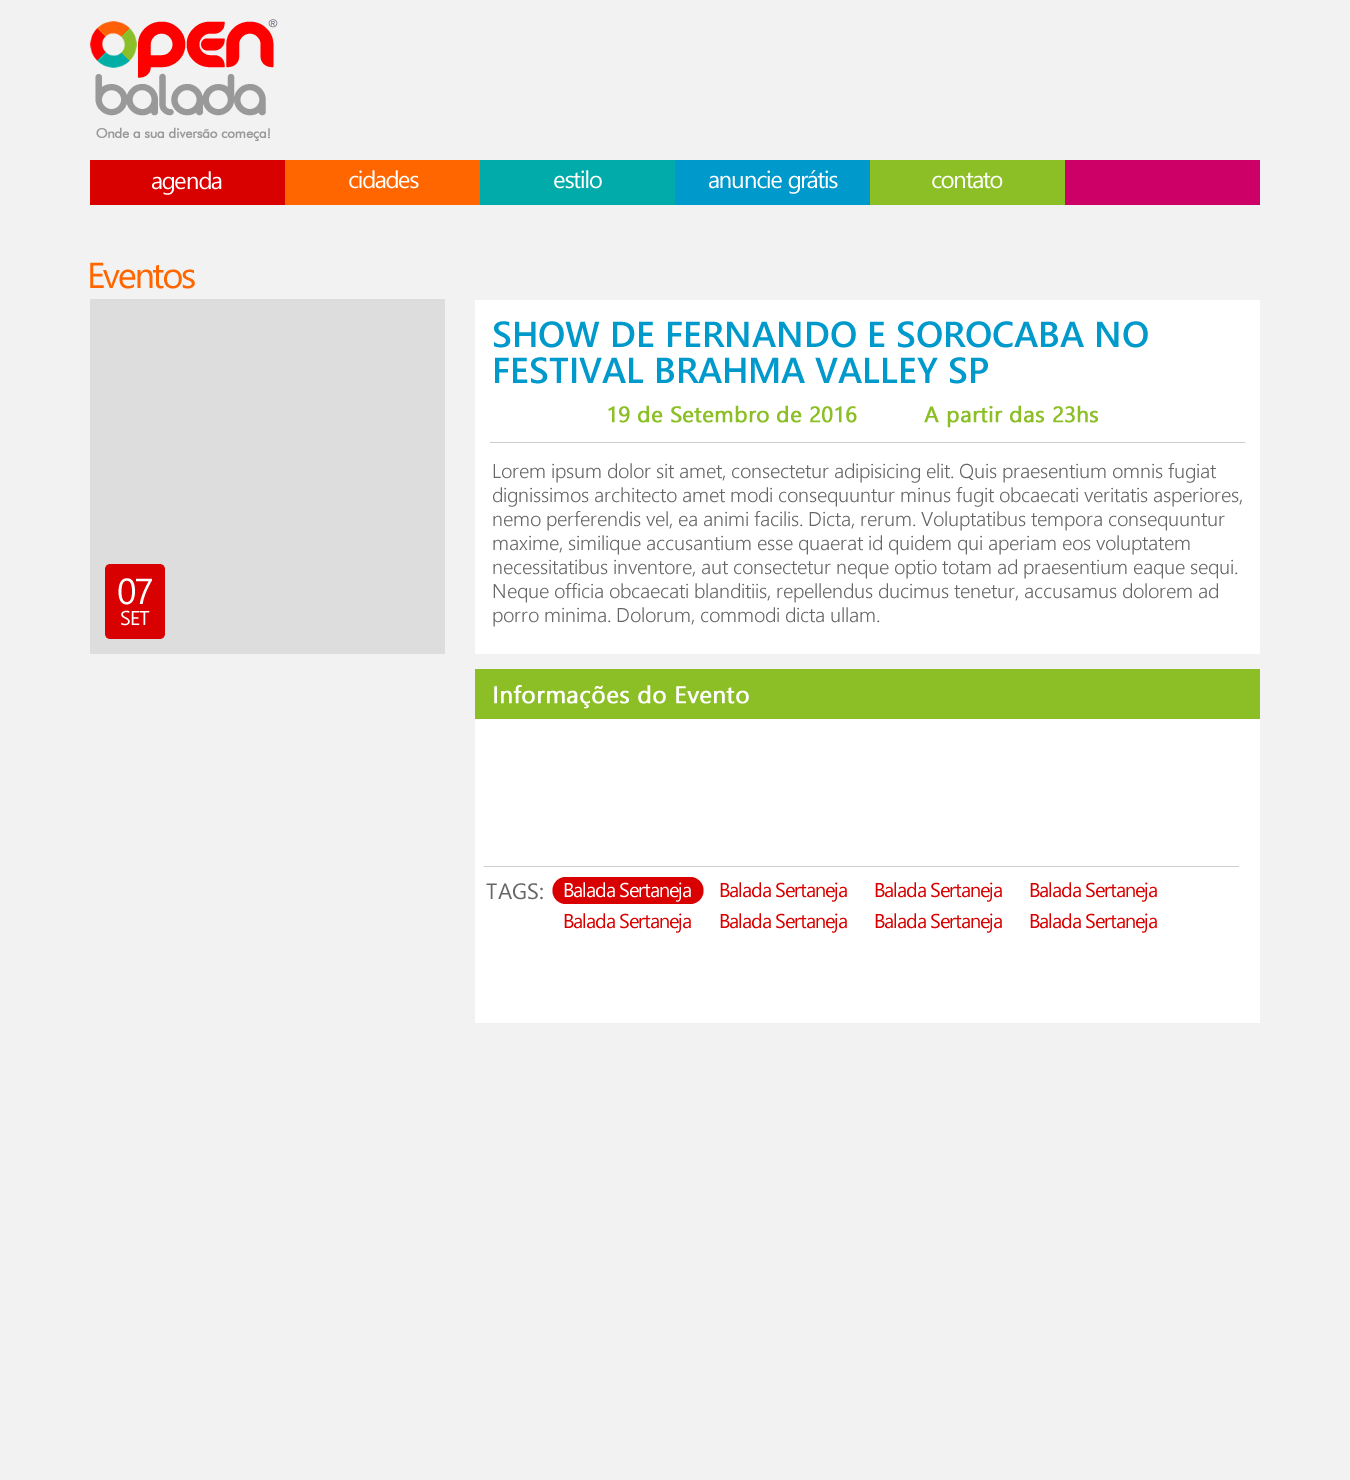 OPEN®
balada
Onde a sua diversão começa!
agenda cidades estilo anuncie grátis contato
Eventos
SHOW DE FERNANDO E SOROCABA NO
FESTIVAL BRAHMA VALLEY SP
19 de Setembro de 2016 A partir das 23hs
Lorem ipsum dolor sit amet, consectetur adipisicing elit. Quis praesentium omnis fugiat
dignissimos architecto amet modi consequuntur minus fugit obcaecati veritatis asperiores,
nemo perferendis vel, ea animi facilis. Dicta, rerum. Voluptatibus tempora consequuntur
maxime, similique accusantium esse quaerat id quidem qui aperiam eos voluptatem
necessitatibus inventore, aut consectetur neque optio totam ad praesentium eaque sequi.
Neque officia obcaecati blanditiis, repellendus ducimus tenetur, accusamus dolorem ad
porro minima. Dolorum, commodi dicta ullam.
07
SET
Informações do Evento
TAGS: Balada Sertaneja Balada Sertaneja Balada Sertaneja Balada Sertaneja
Balada Sertaneja Balada Sertaneja Balada Sertaneja Balada Sertaneja